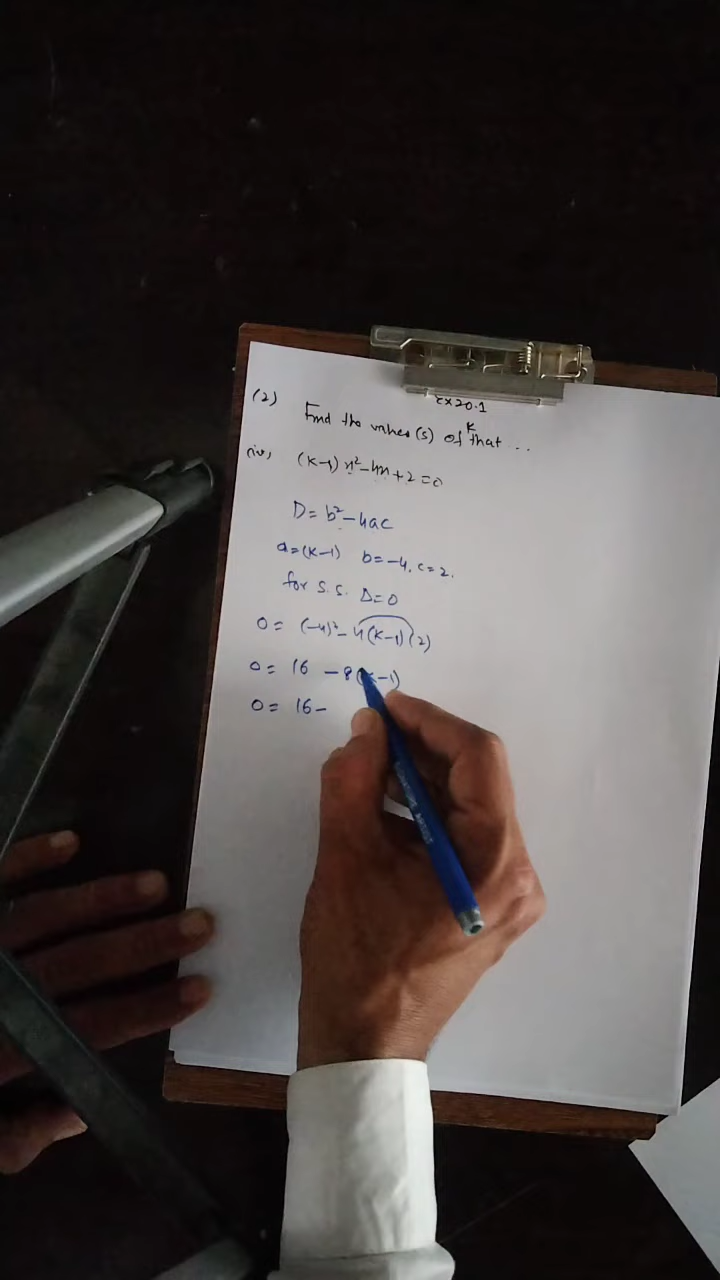 Ex 20.1
(2) Find the values (s) of K that ...
(iv) (K-1) x² - 4x + 2 = 0
D = b² - 4ac
a = (K-1) b = -4, c = 2.
for S.S. D = 0
0 = (-4)² - 4(K-1)(2)
0 = 16 - 8(K-1)
0 = 16 -